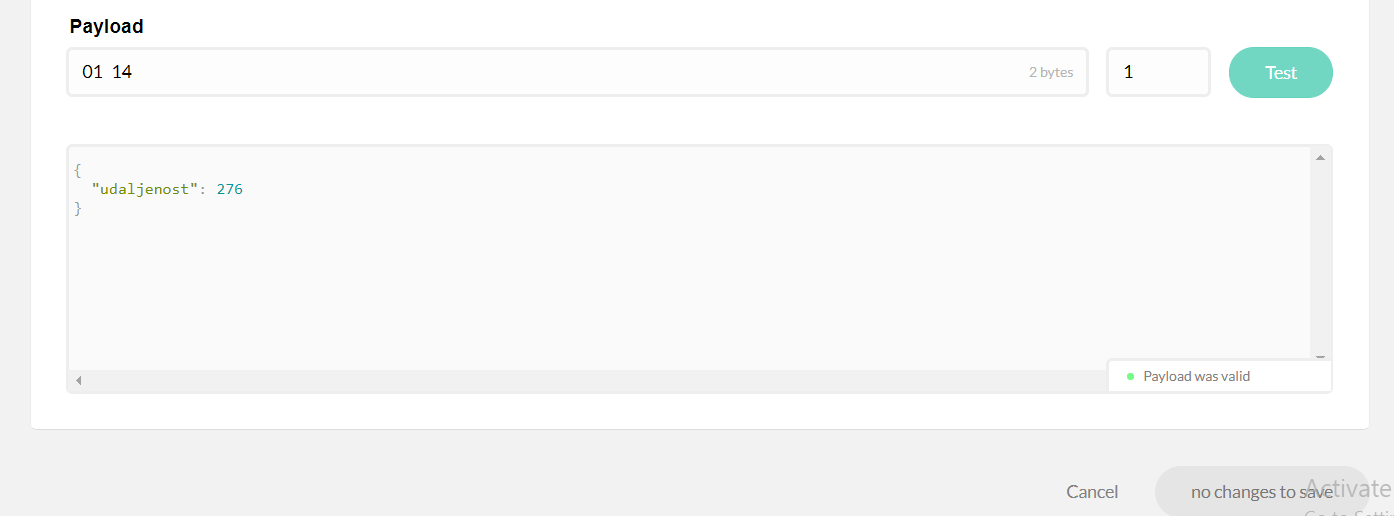 Payload
01 14 2 bytes 1 Test
{
"udaljenost": 276
}
Payload was valid
Cancel no changes to save
Activate